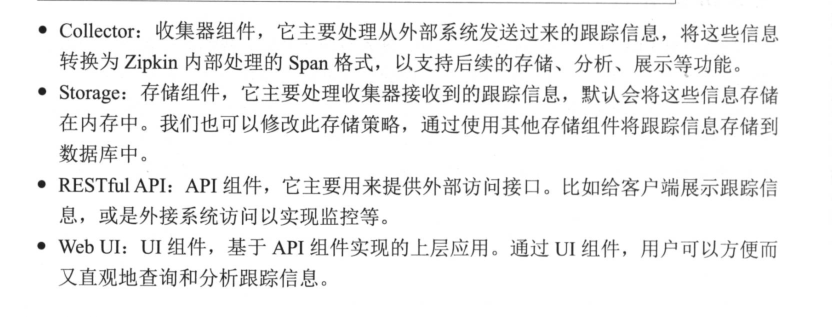 ● Collector：收集器组件，它主要处理从外部系统发送过来的跟踪信息，将这些信息
转换为 Zipkin 内部处理的 Span 格式，以支持后续的存储、分析、展示等功能。
● Storage：存储组件，它主要处理收集器接收到的跟踪信息，默认会将这些信息存储
在内存中。我们也可以修改此存储策略，通过使用其他存储组件将跟踪信息存储到
数据库中。
● RESTful API：API 组件，它主要用来提供外部访问接口。比如给客户端展示跟踪信
息，或是外接系统访问以实现监控等。
● Web UI：UI 组件，基于 API 组件实现的上层应用。通过 UI 组件，用户可以方便而
又直观地查询和分析跟踪信息。